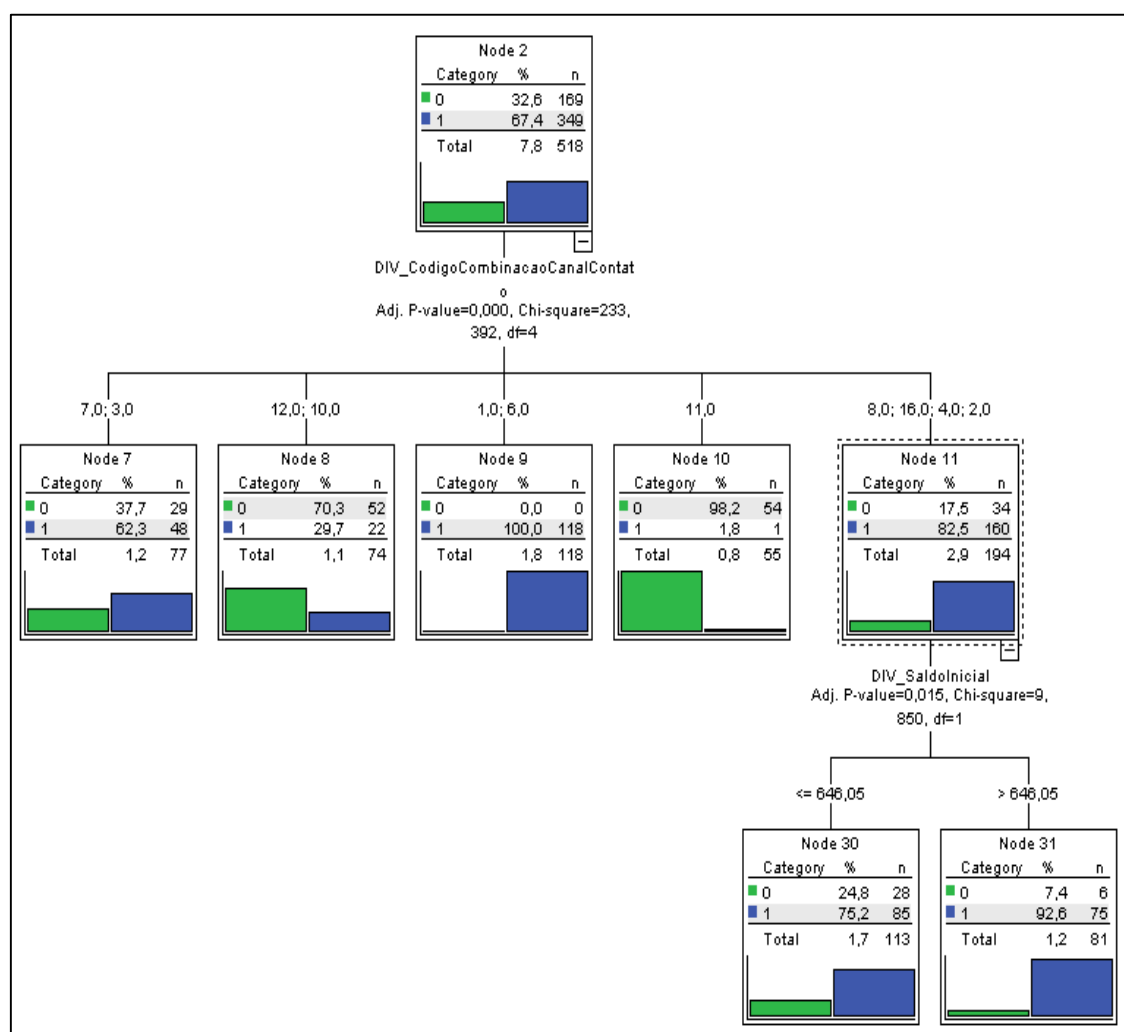 Node 2
Category % n
0 32,6 169
1 67,4 349
Total 7,8 518
DIV_CodigoCombinacaoCanalContat
o
Adj. P-value=0,000, Chi-square=233,
392, df=4
7,0; 3,0
12,0; 10,0
1,0; 6,0
11,0
8,0; 16,0; 4,0; 2,0
Node 7
Category % n
0 37,7 29
1 62,3 48
Total 1,2 77
Node 8
Category % n
0 70,3 52
1 29,7 22
Total 1,1 74
Node 9
Category % n
0 0,0 0
1 100,0 118
Total 1,8 118
Node 10
Category % n
0 98,2 54
1 1,8 1
Total 0,8 55
Node 11
Category % n
0 17,5 34
1 82,5 160
Total 2,9 194
DIV_SaldoInicial
Adj. P-value=0,015, Chi-square=9,
850, df=1
<= 646,05
> 646,05
Node 30
Category % n
0 24,8 28
1 75,2 85
Total 1,7 113
Node 31
Category % n
0 7,4 6
1 92,6 75
Total 1,2 81